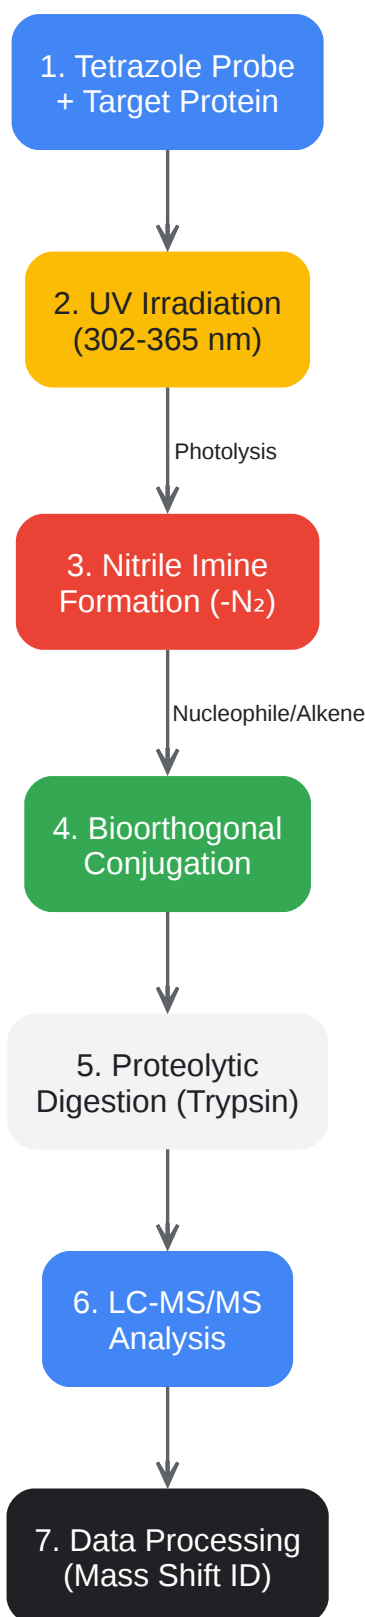 1. Tetrazole Probe
+ Target Protein
2. UV Irradiation
(302-365 nm)
Photolysis
3. Nitrile Imine
Formation (-N₂)
Nucleophile/Alkene
4. Bioorthogonal
Conjugation
5. Proteolytic
Digestion (Trypsin)
6. LC-MS/MS
Analysis
7. Data Processing
(Mass Shift ID)